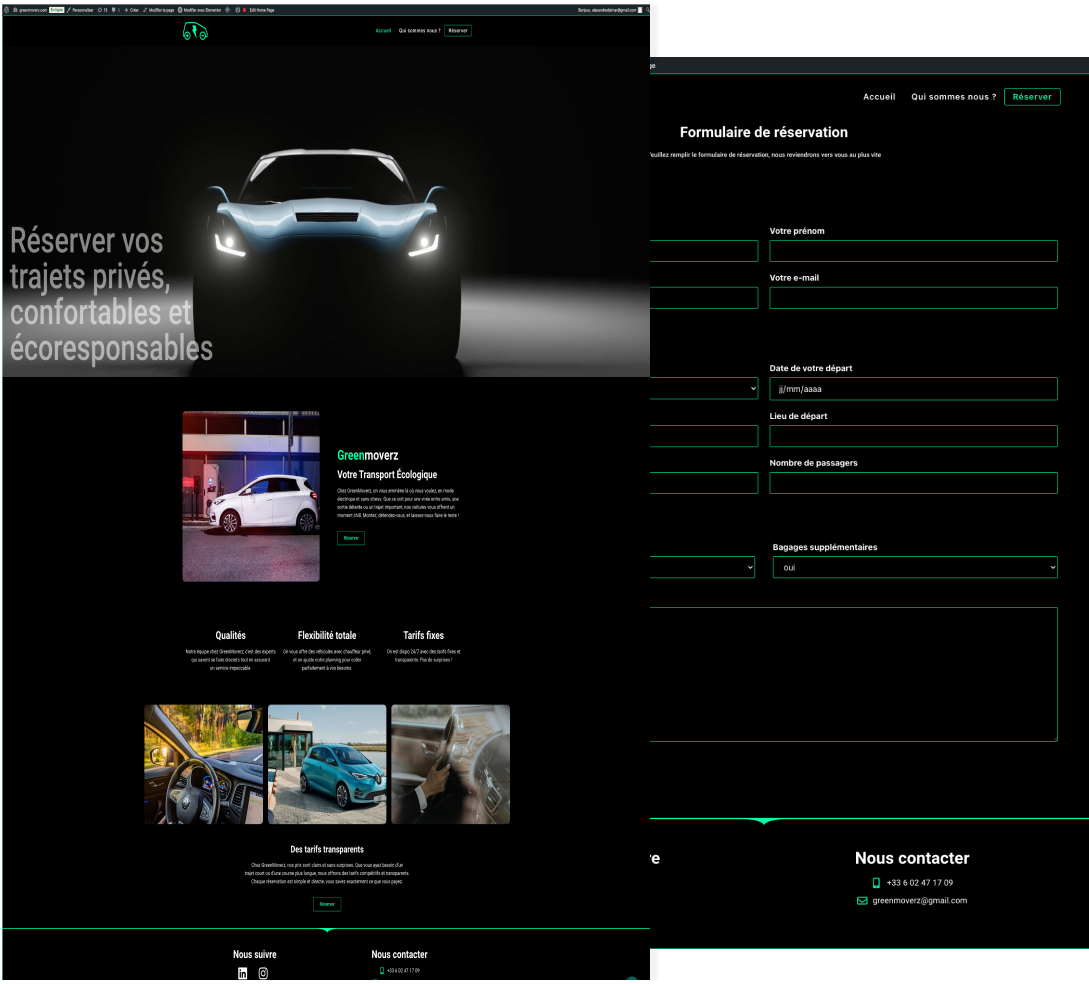 greenmoverz.com
En ligne
Personnaliser
15
1
Créer
Modifier la page
Modifier avec Elementor
Edit Home Page
Accueil
Qui sommes nous ?
Réserver
Réserver vos
trajets privés,
confortables et
écoresponsables
Greenmoverz
Votre Transport Écologique
Chez GreenMoverz, on vous emmène là où vous voulez, en mode
électrique et sans stress. Que ce soit pour une virée entre amis, une
sortie détente ou un trajet important, nos voitures vous offrent un
moment chill. Montez, détendez-vous, et laissez-nous faire le reste !
Réserver
Qualités
Notre équipe chez GreenMoverz, c'est des experts
qui savent se faire discrets tout en assurant
un service impeccable.
Flexibilité totale
On vous offre des véhicules avec chauffeur privé,
et on ajuste notre planning pour coller
parfaitement à vos besoins.
Tarifs fixes
On est dispo 24/7 avec des tarifs fixes et
transparents. Pas de surprises !
Des tarifs transparents
Chez GreenMoverz, nos prix sont clairs et sans surprises. Que vous ayez besoin d'un
trajet court ou d'une course plus longue, nous offrons des tarifs compétitifs et transparents.
Chaque réservation est simple et directe, vous savez exactement ce que vous payez.
Réserver
Nous suivre
Nous contacter
+33 6 02 47 17 09
Accueil
Qui sommes nous ?
Réserver
Formulaire de réservation
euillez remplir le formulaire de réservation, nous reviendrons vers vous au plus vite
Votre prénom
Votre e-mail
Date de votre départ
jj/mm/aaaa
Lieu de départ
Nombre de passagers
Bagages supplémentaires
oui
re
Nous contacter
+33 6 02 47 17 09
greenmoverz@gmail.com